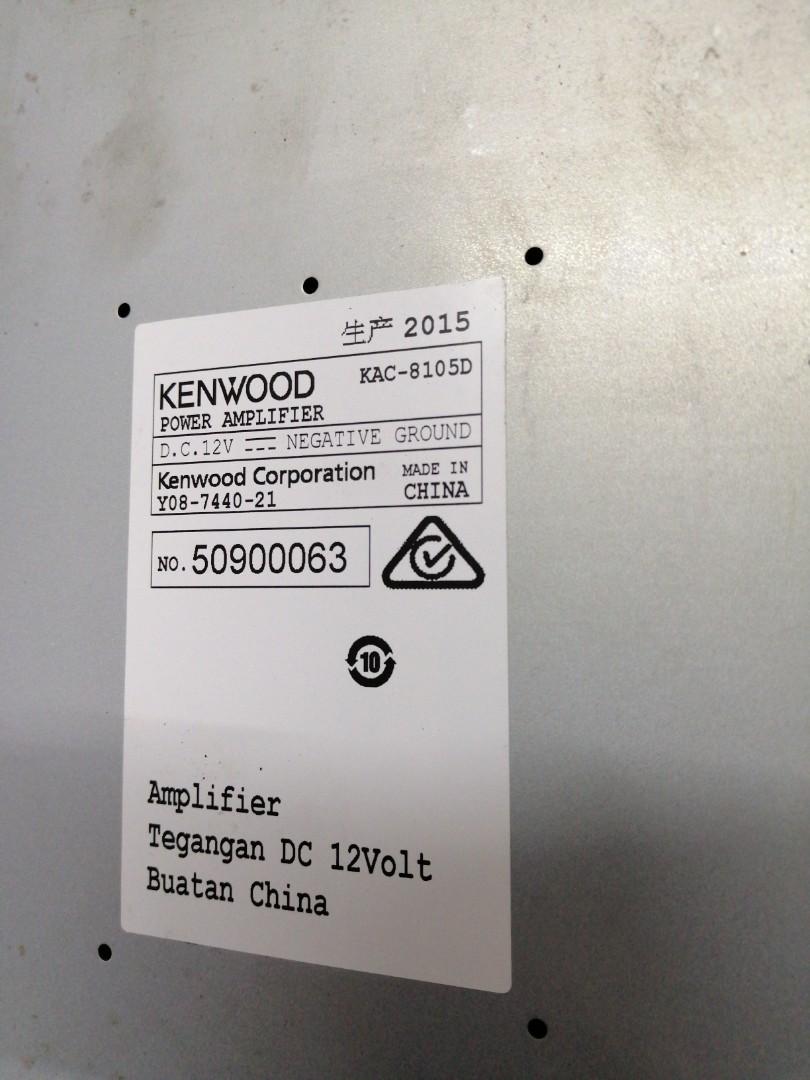 生产 2015
KENWOOD KAC-8105D
POWER AMPLIFIER
D.C.12V NEGATIVE GROUND
Kenwood Corporation MADE IN
Y08-7440-21 CHINA
NO. 50900063
10
Amplifier
Tegangan DC 12Volt
Buatan China